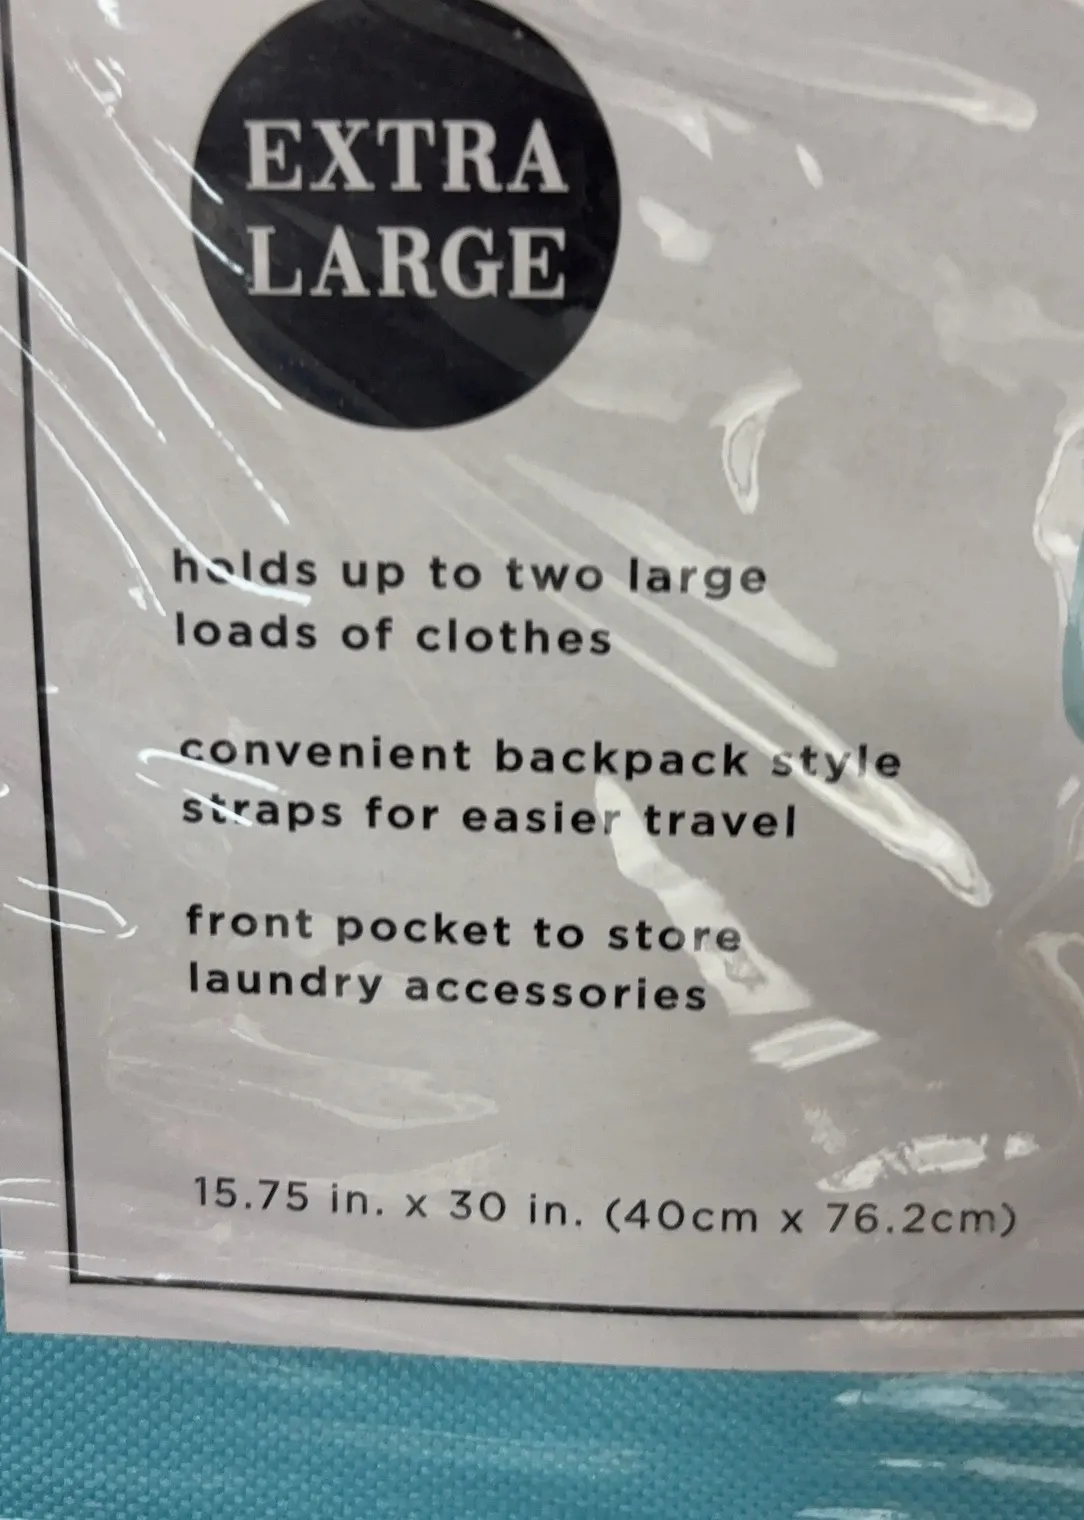 EXTRA
LARGE
holds up to two large
loads of clothes
convenient backpack style
straps for easier travel
front pocket to store
laundry accessories
15.75 in. x 30 in. (40cm x 76.2cm)